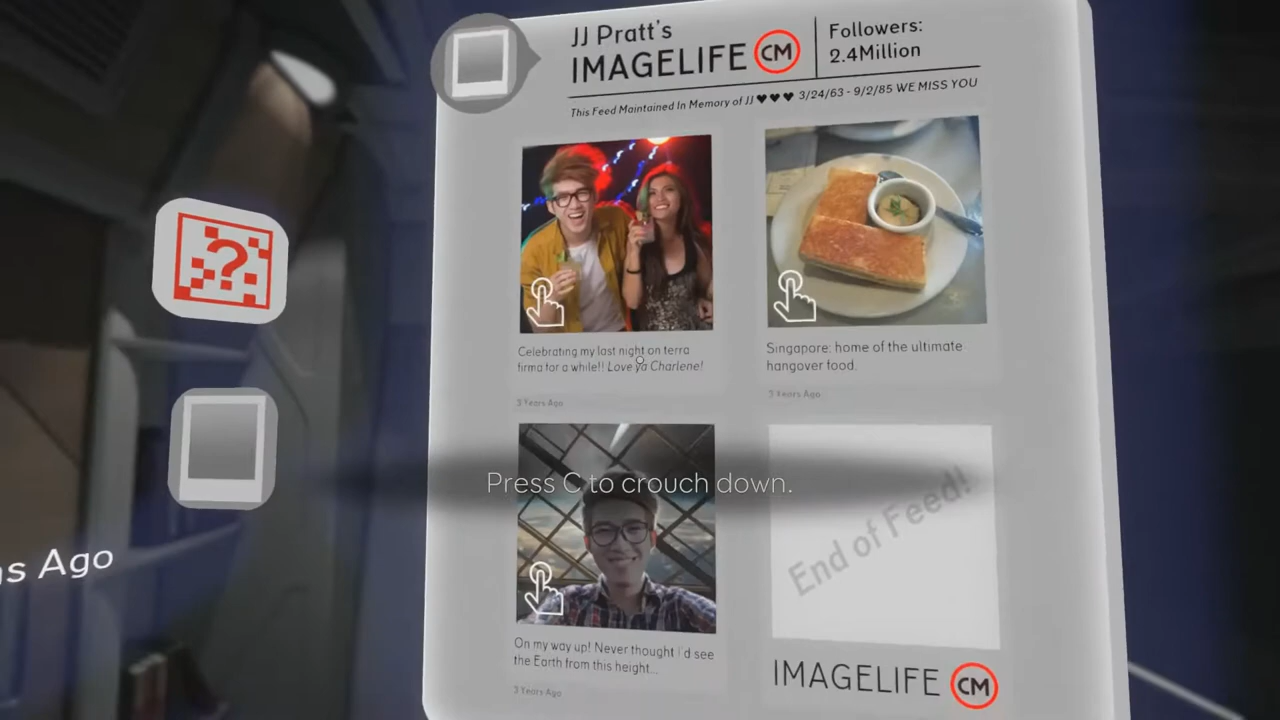 JJ Pratt's
IMAGELIFE CM
Followers:
2.4Million
This Feed Maintained In Memory of JJ ♥♥♥ 3/24/63 - 9/2/85 WE MISS YOU
Celebrating my last night on terra
firma for a while!! Love ya Charlene!
3 Years Ago
Singapore: home of the ultimate
hangover food.
3 Years Ago
?
Press C to crouch down.
On my way up! Never thought I'd see
the Earth from this height...
3 Years Ago
End of Feed!
IMAGELIFE CM
Ago